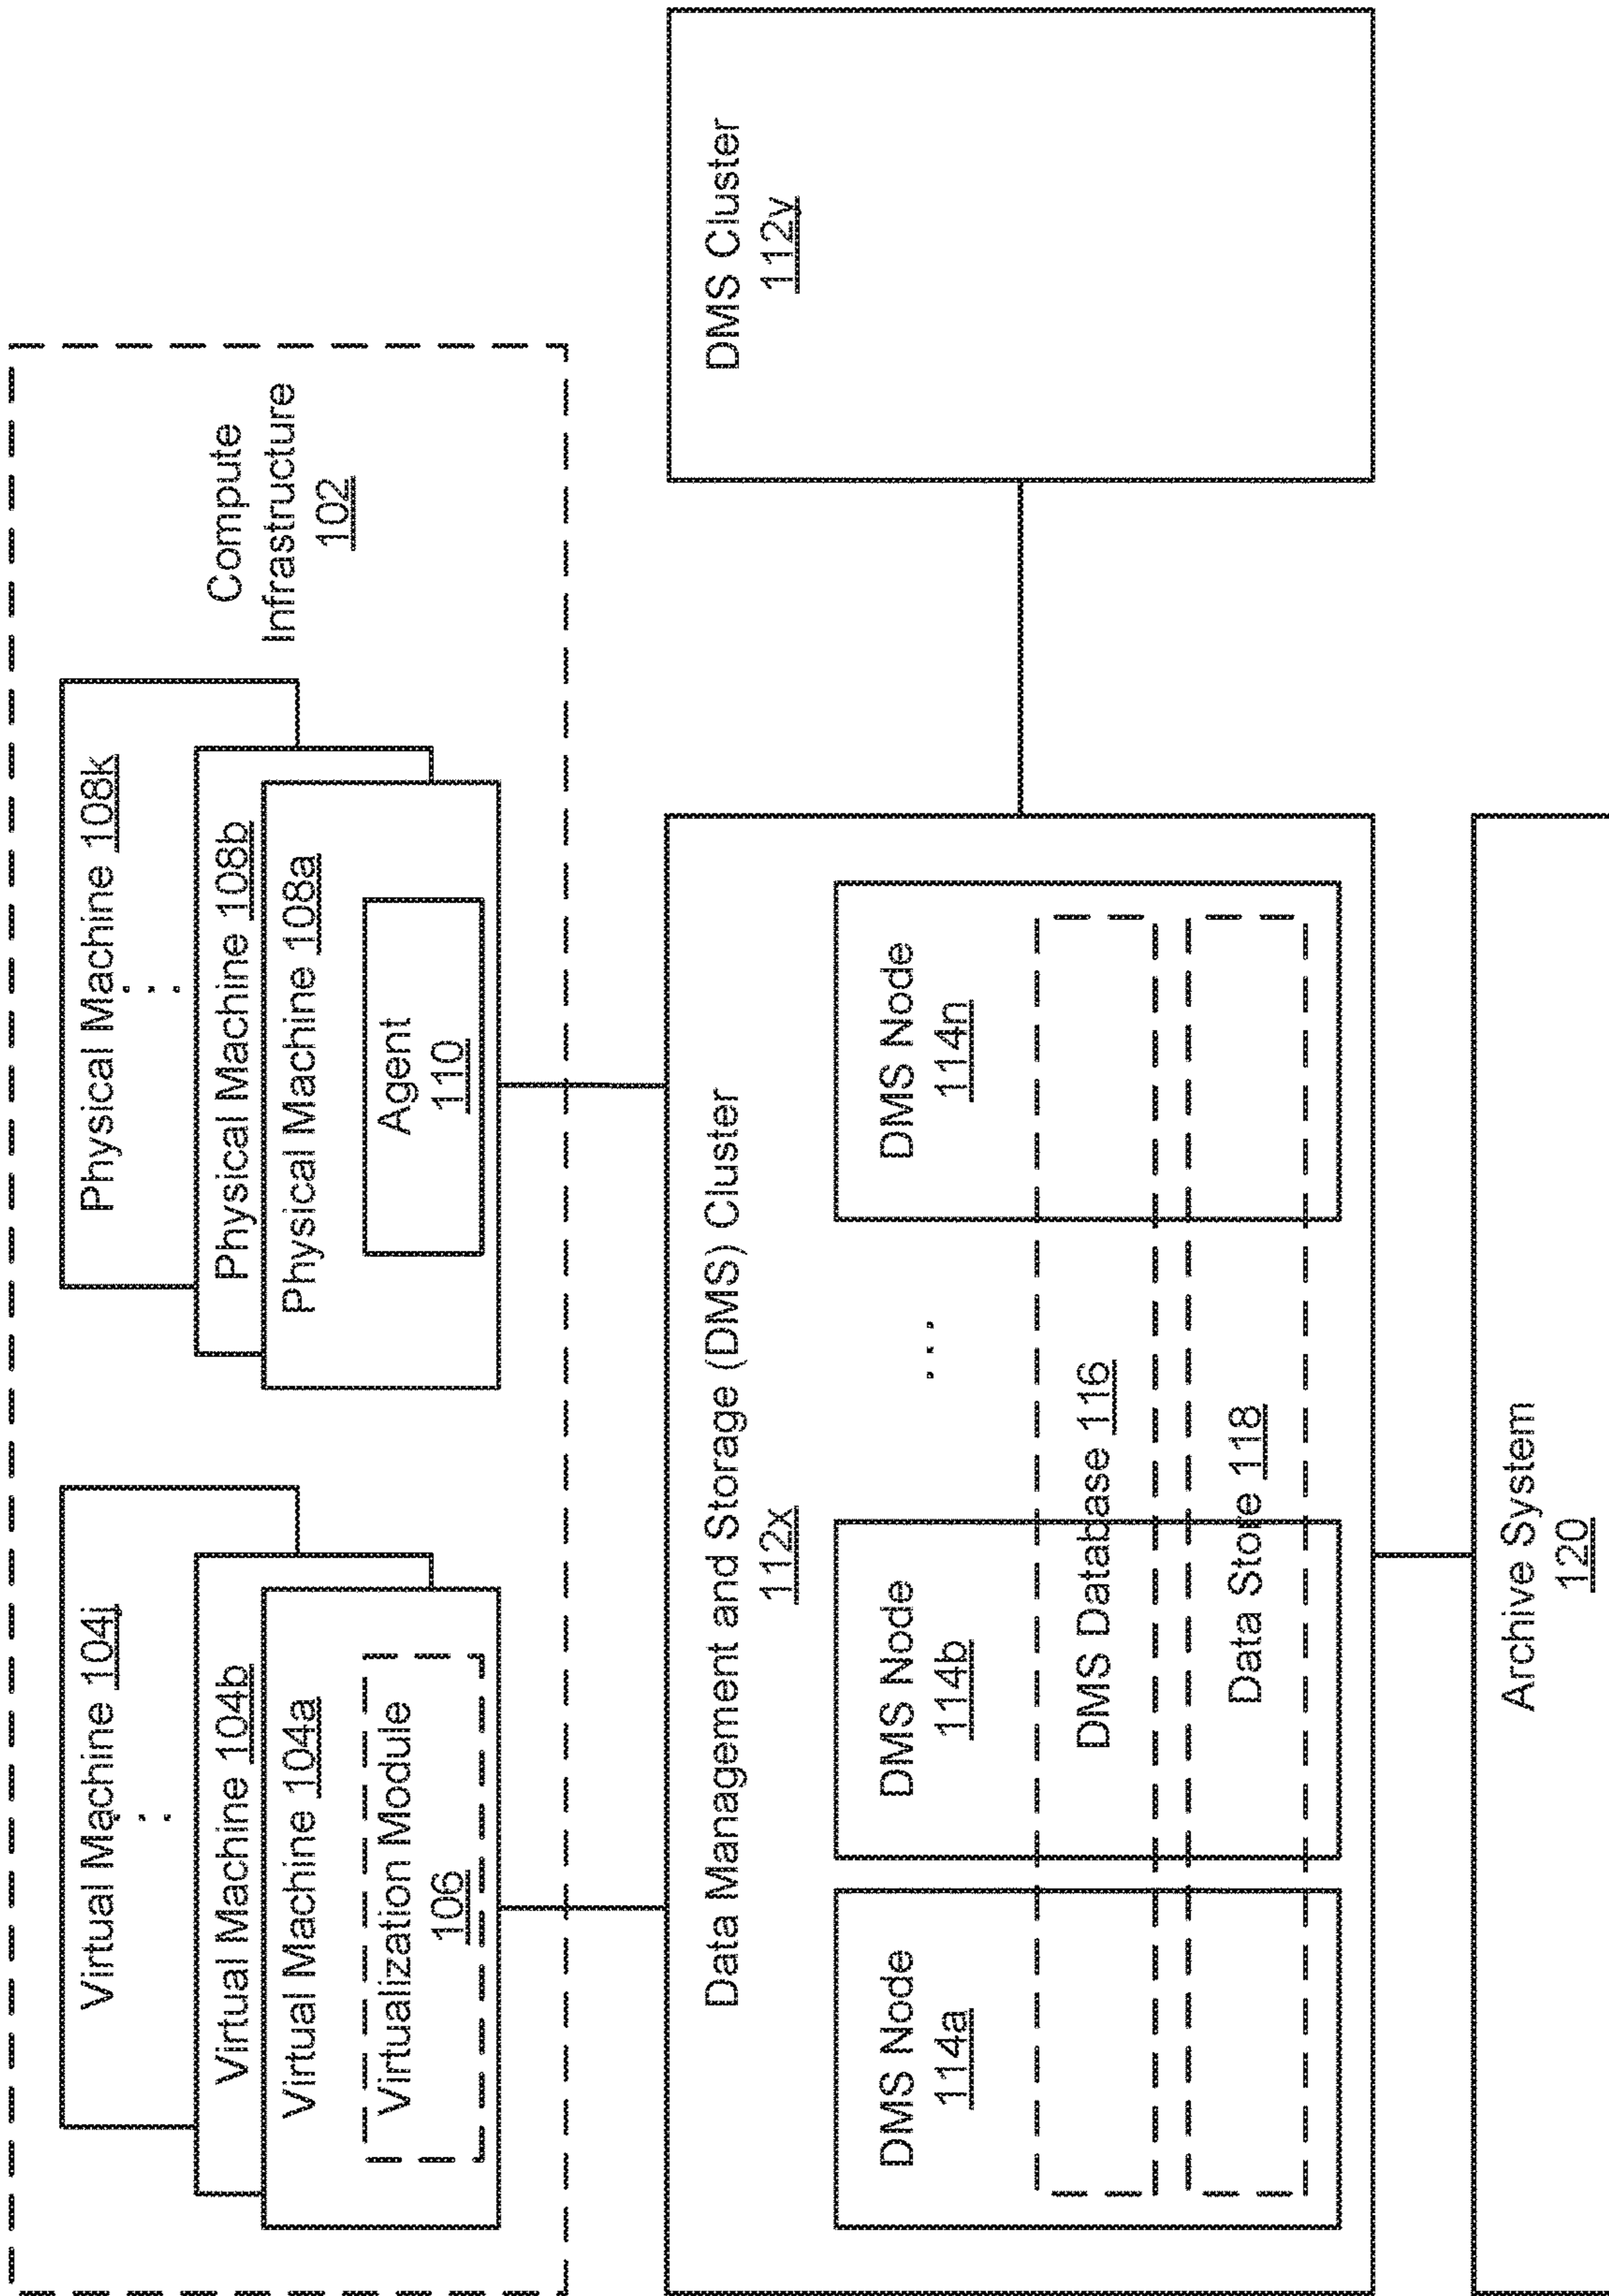 Virtual Machine 104j
Virtual Machine 104b
Virtual Machine 104a
Virtualization Module
106
Physical Machine 108k
Physical Machine 108b
Physical Machine 108a
Agent
110
Compute
Infrastructure
102
Data Management and Storage (DMS) Cluster
112x
DMS Node
114a
DMS Node
114b
...
DMS Node
114n
DMS Database 116
Data Store 118
DMS Cluster
112y
Archive System
120